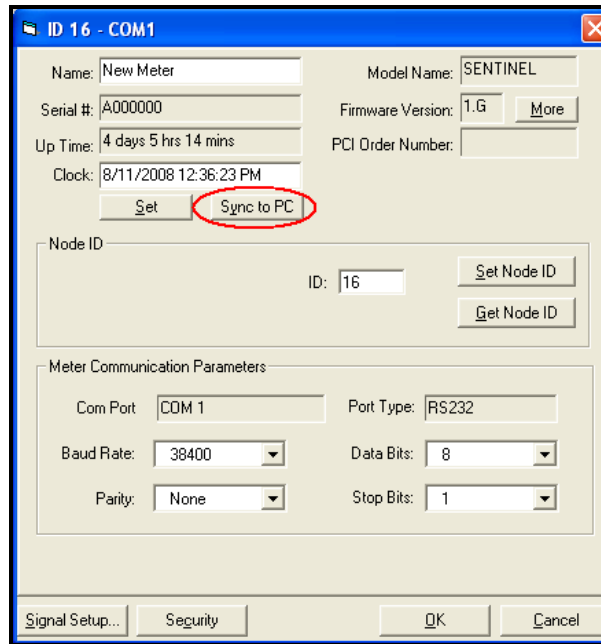 ID 16 - COM1
Name: New Meter Model Name: SENTINEL
Serial #: A000000 Firmware Version: 1.G More
Up Time: 4 days 5 hrs 14 mins PCI Order Number:
Clock: 8/11/2008 12:36:23 PM
Set Sync to PC
Node ID
ID: 16 Set Node ID
Get Node ID
Meter Communication Parameters
Com Port COM 1 Port Type: RS232
Baud Rate: 38400 Data Bits: 8
Parity: None Stop Bits: 1
Signal Setup... Security OK Cancel